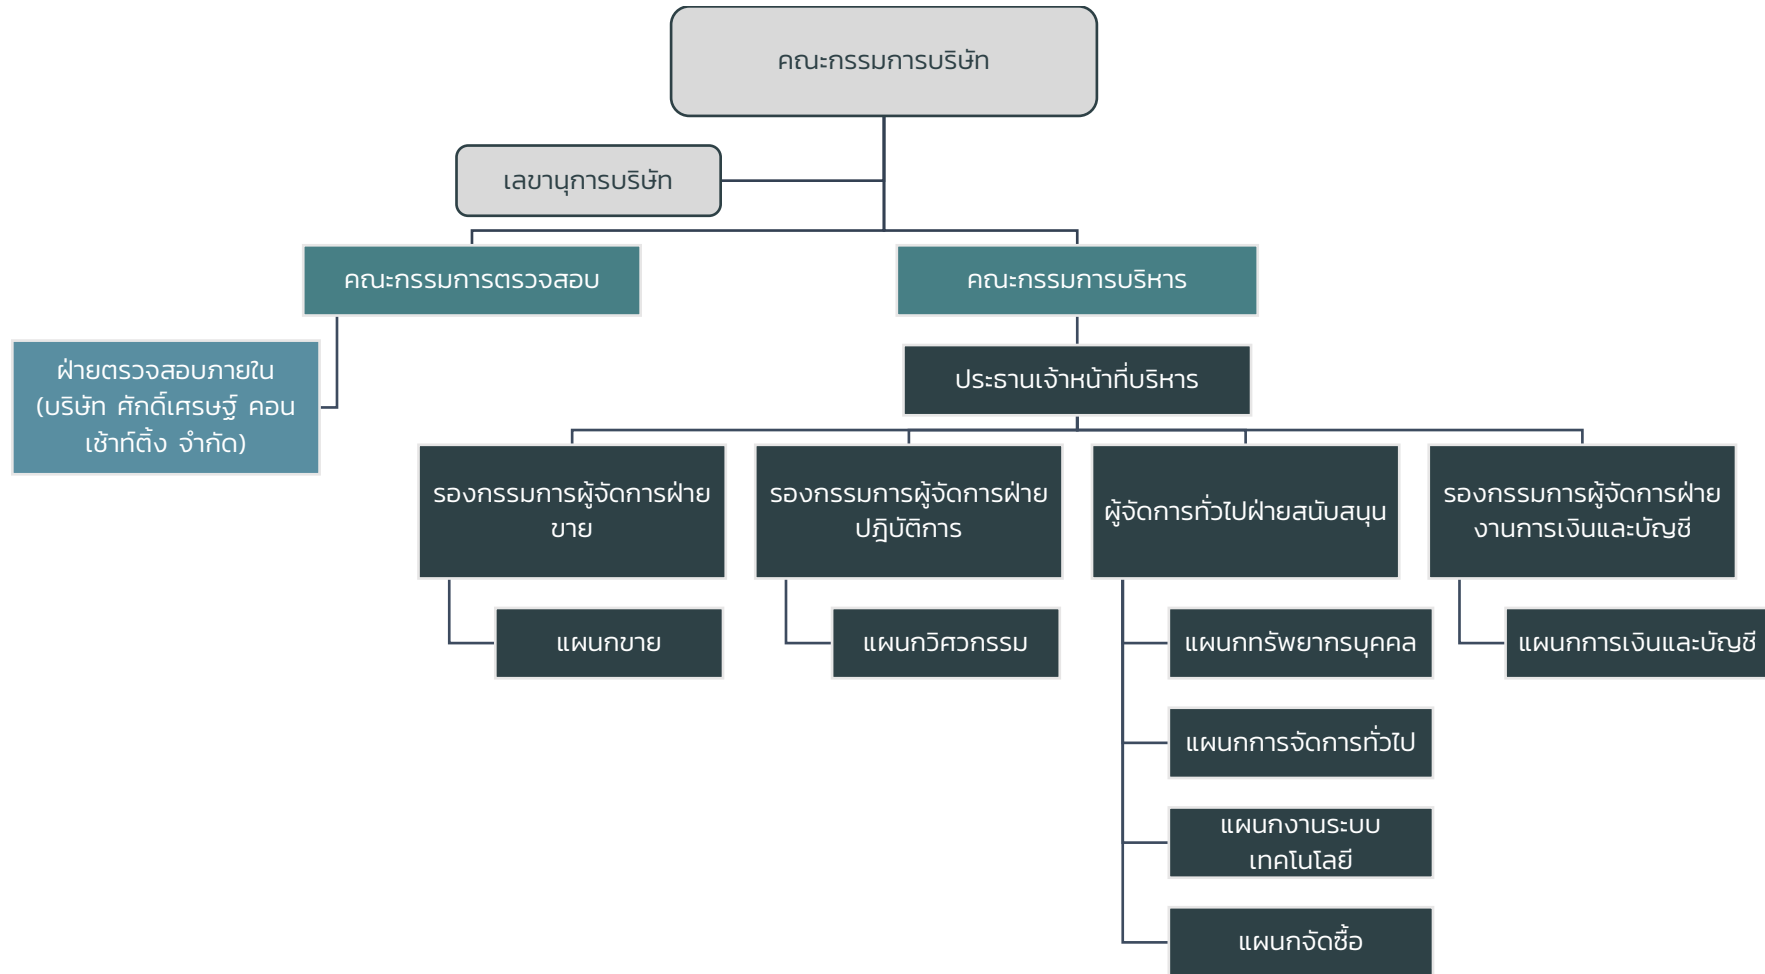 คณะกรรมการบริษัท
เลขานุการบริษัท
คณะกรรมการตรวจสอบ
คณะกรรมการบริหาร
ฝ่ายตรวจสอบภายใน
(บริษัท ศักดิ์เศรษฐ์ คอน
เซ้าท์ติ้ง จำกัด)
ประธานเจ้าหน้าที่บริหาร
รองกรรมการผู้จัดการฝ่าย
ขาย
รองกรรมการผู้จัดการฝ่าย
ปฎิบัติการ
ผู้จัดการทั่วไปฝ่ายสนับสนุน
รองกรรมการผู้จัดการฝ่าย
งานการเงินและบัญชี
แผนกขาย
แผนกวิศวกรรม
แผนกทรัพยากรบุคคล
แผนกการเงินและบัญชี
แผนกการจัดการทั่วไป
แผนกงานระบบ
เทคโนโลยี
แผนกจัดซื้อ